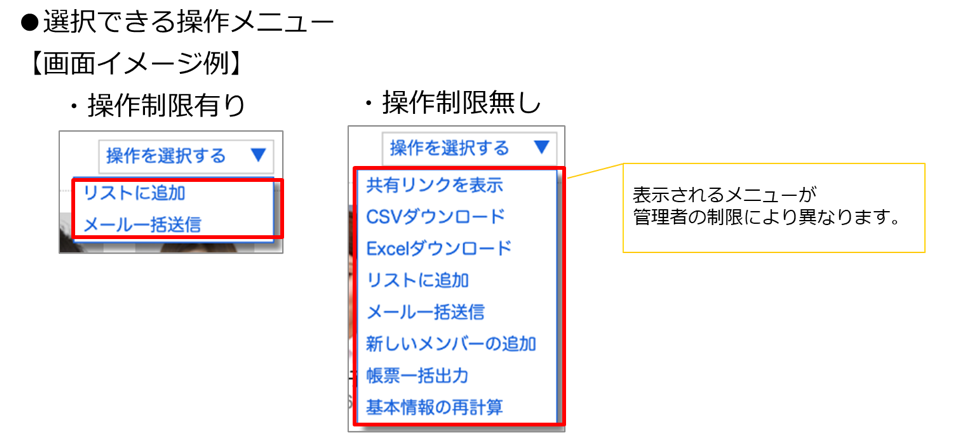 ●選択できる操作メニュー
【画面イメージ例】
・操作制限有り
操作を選択する ▼
リストに追加
メール一括送信
・操作制限無し
操作を選択する ▼
共有リンクを表示
CSVダウンロード
Excelダウンロード
リストに追加
メール一括送信
新しいメンバーの追加
帳票一括出力
基本情報の再計算
表示されるメニューが
管理者の制限により異なります。